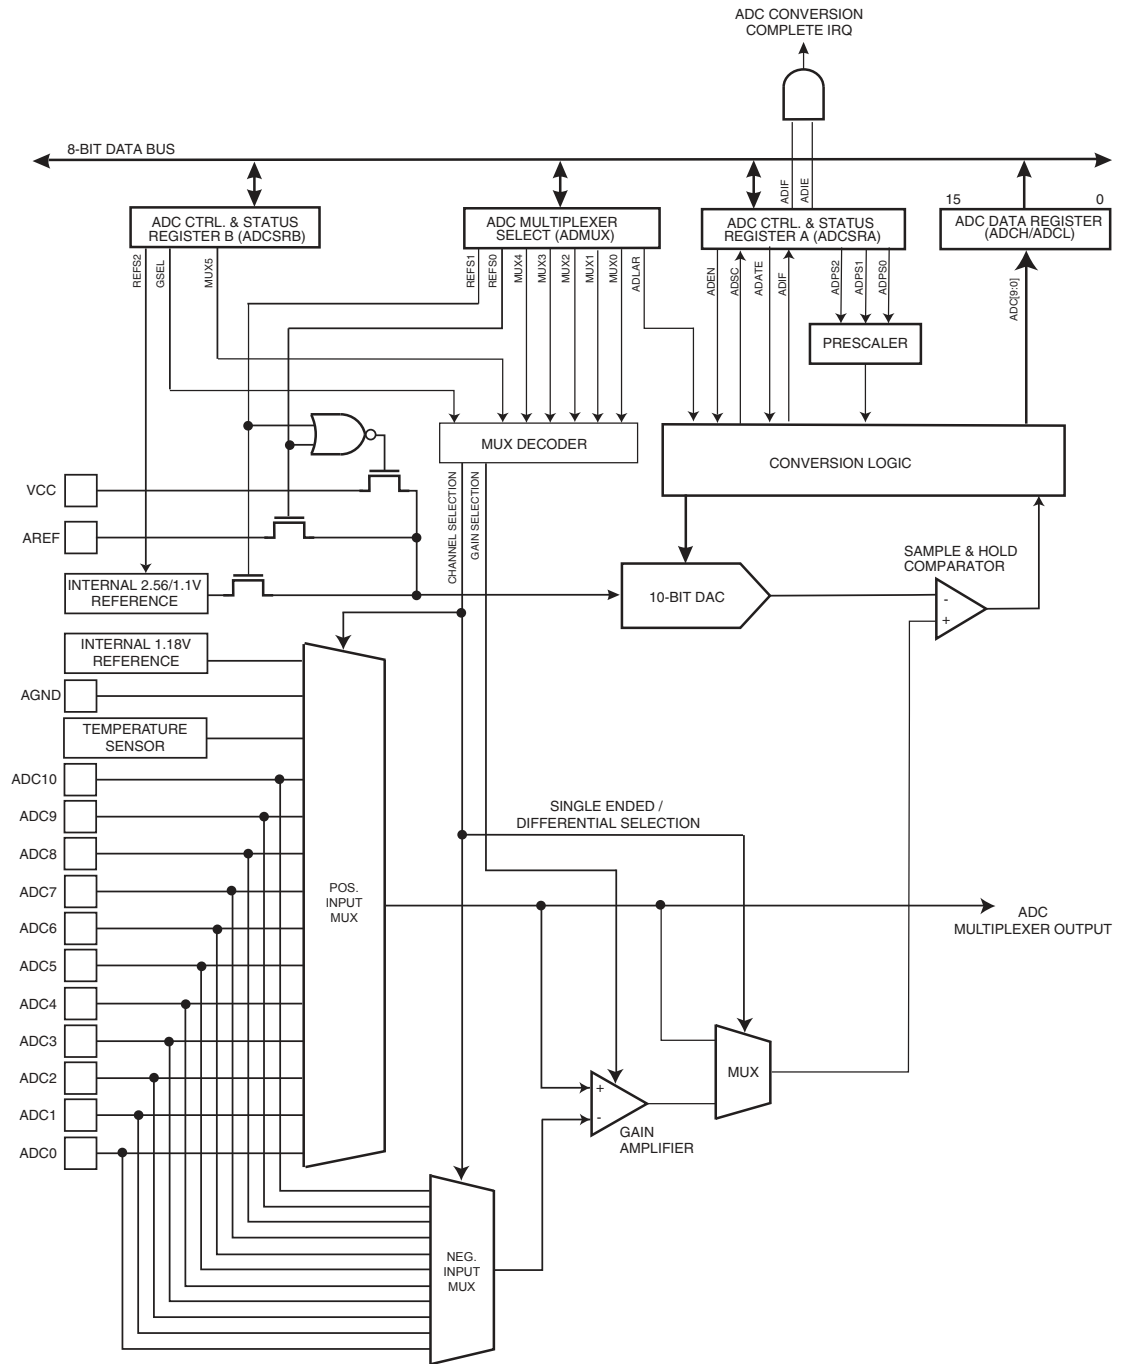 ADC CONVERSION
COMPLETE IRQ
8-BIT DATA BUS
ADIF
ADIE
15
0
ADC CTRL. & STATUS
REGISTER B (ADCSRB)
ADC MULTIPLEXER
SELECT (ADMUX)
ADC CTRL. & STATUS
REGISTER A (ADCSRA)
ADC DATA REGISTER
(ADCH/ADCL)
REFS2
GSEL
MUX5
REFS1
REFS0
MUX4
MUX3
MUX2
MUX1
MUX0
ADLAR
ADEN
ADSC
ADATE
ADIF
ADPS2
ADPS1
ADPS0
ADC[9:0]
PRESCALER
MUX DECODER
CONVERSION LOGIC
VCC
AREF
CHANNEL SELECTION
GAIN SELECTION
SAMPLE & HOLD
COMPARATOR
INTERNAL 2.56/1.1V
REFERENCE
10-BIT DAC
-
+
INTERNAL 1.18V
REFERENCE
AGND
TEMPERATURE
SENSOR
ADC10
ADC9
ADC8
ADC7
ADC6
ADC5
ADC4
ADC3
ADC2
ADC1
ADC0
POS.
INPUT
MUX
SINGLE ENDED /
DIFFERENTIAL SELECTION
ADC
MULTIPLEXER OUTPUT
MUX
+
-
GAIN
AMPLIFIER
NEG.
INPUT
MUX